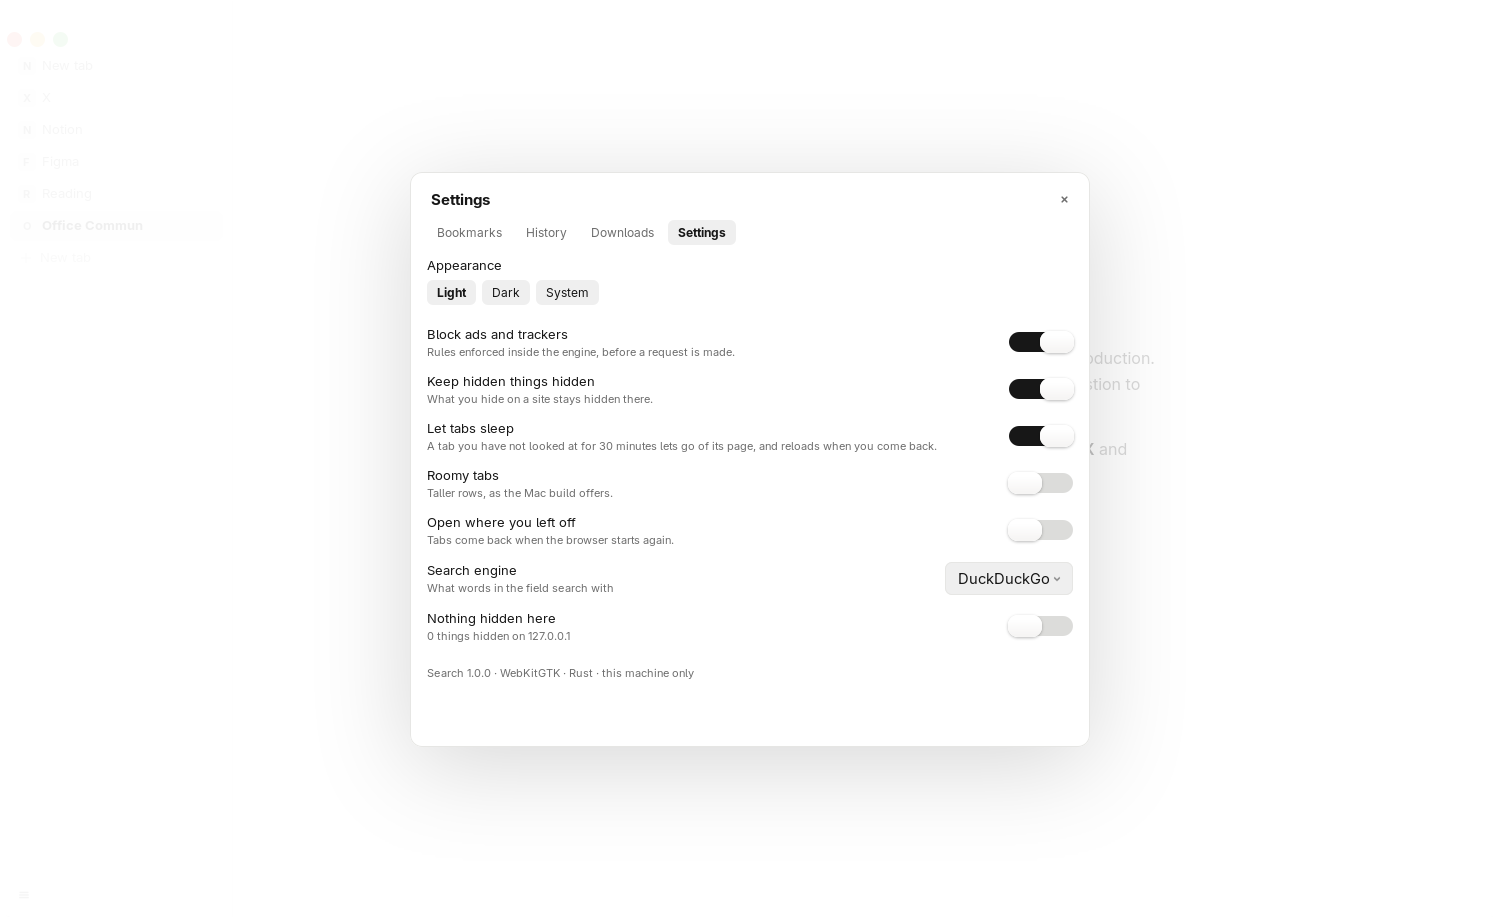 N New tab
X X
N Notion
F Figma
R Reading
O Office Commun
+ New tab
Settings
×
Bookmarks History Downloads Settings
Appearance
Light Dark System
Block ads and trackers
Rules enforced inside the engine, before a request is made.
Keep hidden things hidden
What you hide on a site stays hidden there.
Let tabs sleep
A tab you have not looked at for 30 minutes lets go of its page, and reloads when you come back.
Roomy tabs
Taller rows, as the Mac build offers.
Open where you left off
Tabs come back when the browser starts again.
Search engine
What words in the field search with
DuckDuckGo
Nothing hidden here
0 things hidden on 127.0.0.1
Search 1.0.0 · WebKitGTK · Rust · this machine only
oduction.
stion to
K and